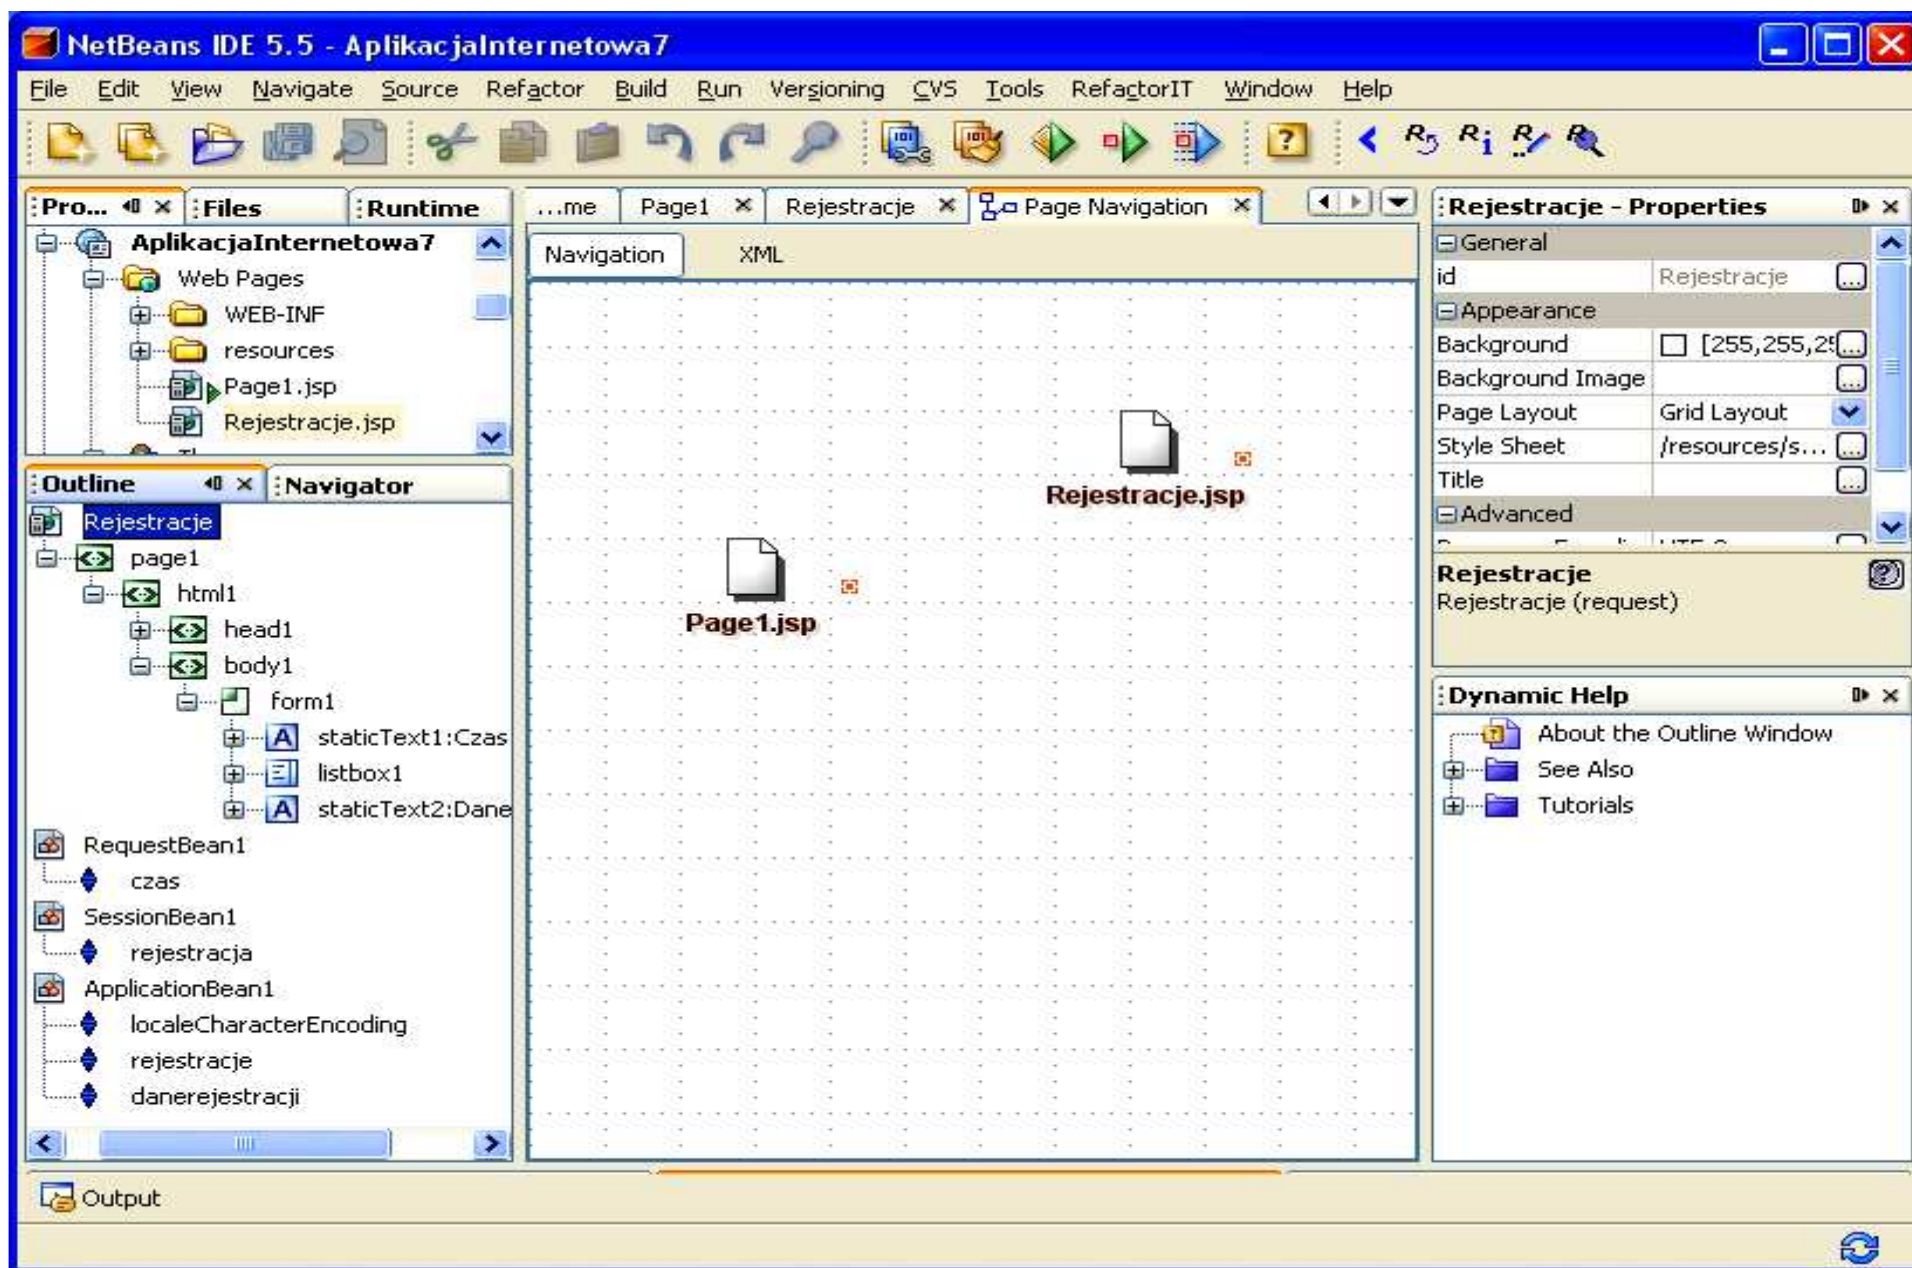 NetBeans IDE 5.5 - AplikacjaInternetowa7
File Edit View Navigate Source Refactor Build Run Versioning CVS Tools RefactorIT Window Help
Pro... Files Runtime
AplikacjaInternetowa7
Web Pages
WEB-INF
resources
Page1.jsp
Rejestracje.jsp
Outline Navigator
Rejestracje
page1
html1
head1
body1
form1
staticText1:Czas
listbox1
staticText2:Dane
RequestBean1
czas
SessionBean1
rejestracja
ApplicationBean1
localeCharacterEncoding
rejestracje
danerejestracji
...me Page1 Rejestracje Page Navigation
Navigation XML
Rejestracje.jsp
Page1.jsp
Rejestracje - Properties
General
id Rejestracje ...
Appearance
Background [255,255,25 ...
Background Image ...
Page Layout Grid Layout
Style Sheet /resources/s... ...
Title ...
Advanced
Rejestracje
Rejestracje (request)
Dynamic Help
About the Outline Window
See Also
Tutorials
Output